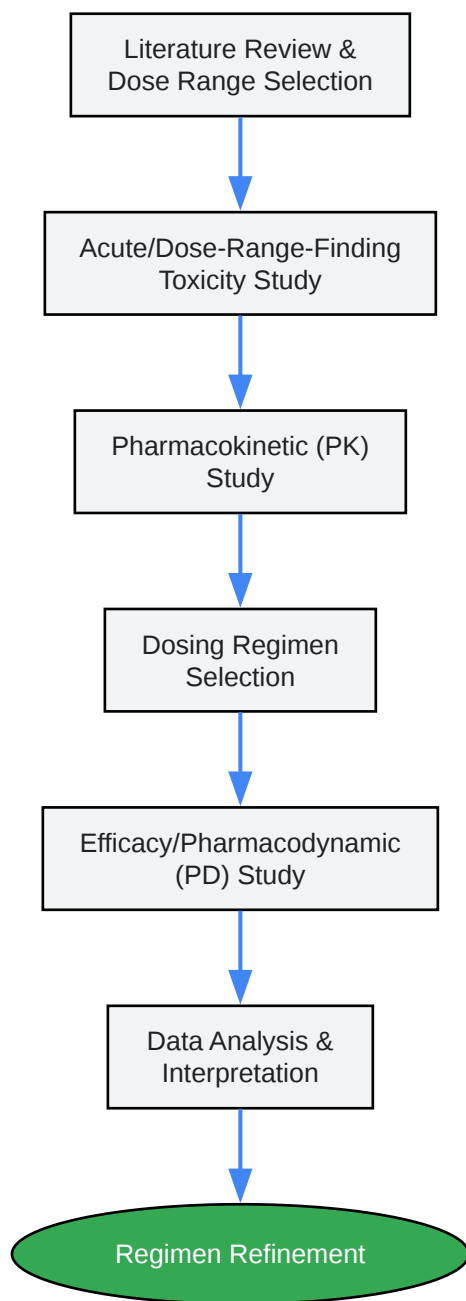 Literature Review &
Dose Range Selection
Acute/Dose-Range-Finding
Toxicity Study
Pharmacokinetic (PK)
Study
Dosing Regimen
Selection
Efficacy/Pharmacodynamic
(PD) Study
Data Analysis &
Interpretation
Regimen Refinement